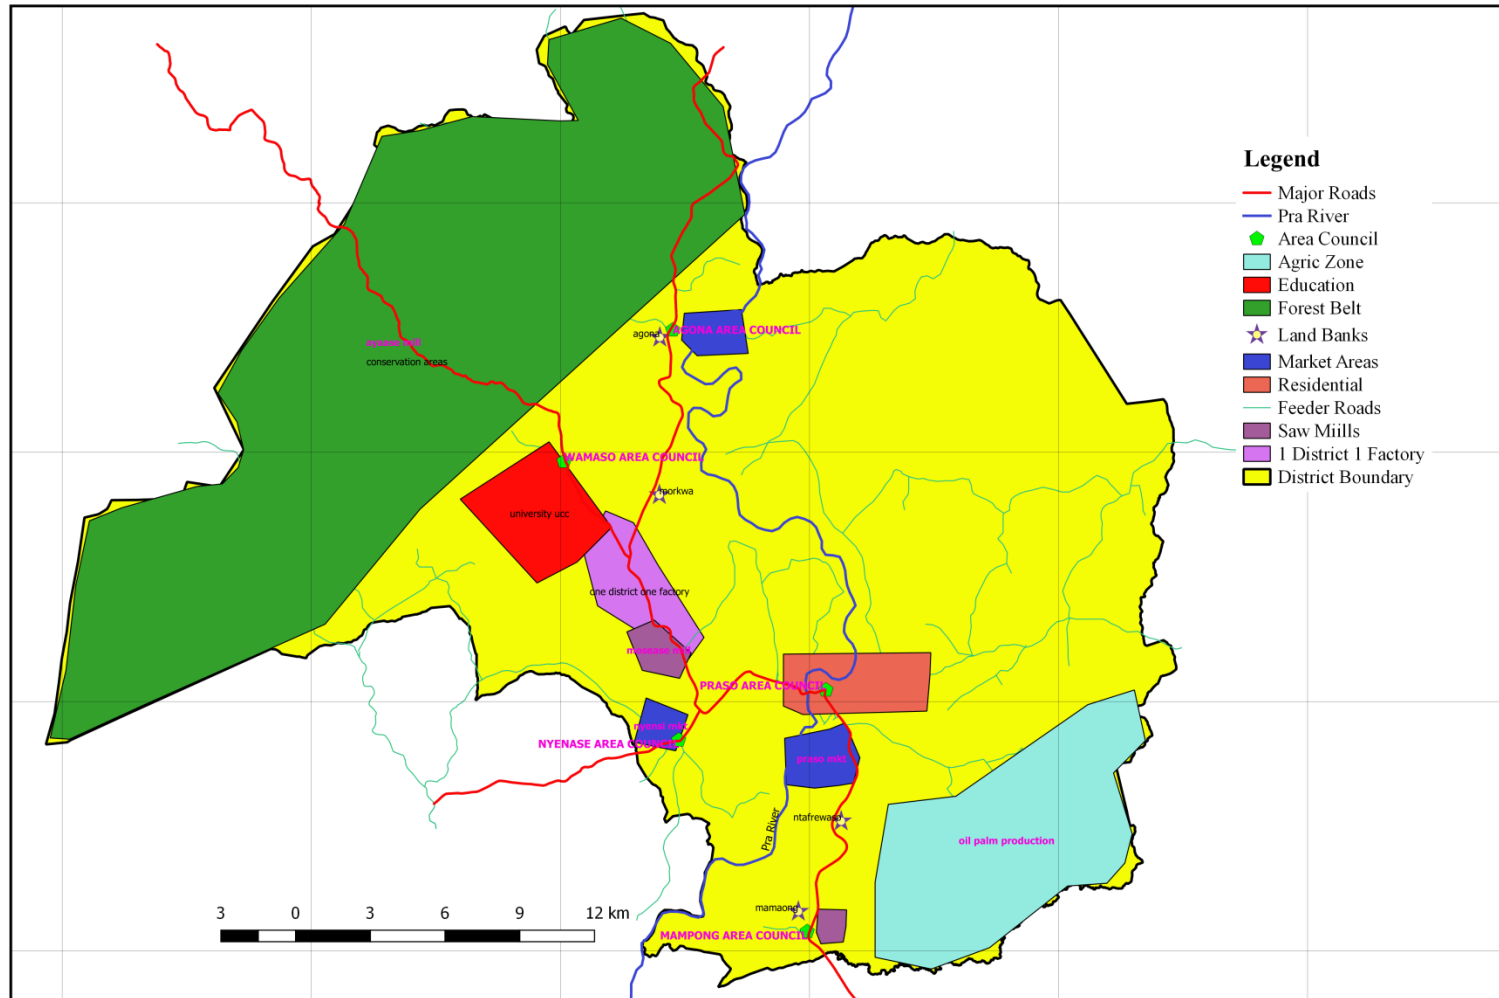 Legend
Major Roads
Pra River
Area Council
Agric Zone
Education
Forest Belt
Land Banks
Market Areas
Residential
Feeder Roads
Saw Miills
1 District 1 Factory
District Boundary
agona
AGONA AREA COUNCIL
conservation areas
WAMASO AREA COUNCIL
morkwa
university ucc
one district one factory
PRASO AREA COUNCIL
NYENASE AREA COUNCIL
praso mkt
Pra River
oil palm production
mamaong
MAMPONG AREA COUNCIL
3 0 3 6 9 12 km